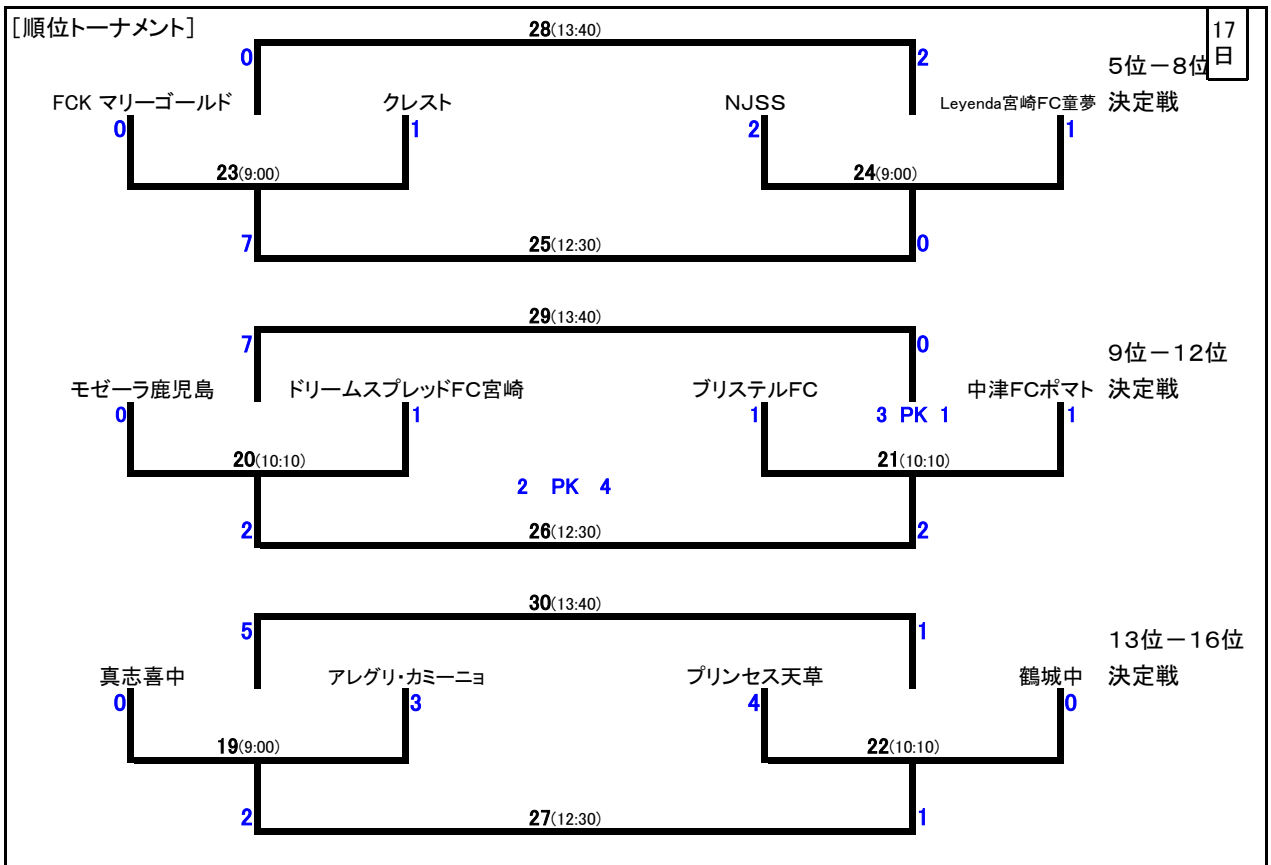 [順位トーナメント]
28(13:40)
17
日
0
2
5位－8位
FCK マリーゴールド
クレスト
NJSS
Leyenda宮崎FC童夢
決定戦
0
1
2
1
23(9:00)
24(9:00)
7
25(12:30)
0
29(13:40)
7
0
9位－12位
モゼーラ鹿児島
ドリームスプレッドFC宮崎
ブリステルFC
中津FCポマト
決定戦
0
1
1
3 PK 1
1
20(10:10)
21(10:10)
2 PK 4
2
26(12:30)
2
30(13:40)
5
1
13位－16位
真志喜中
アレグリ・カミーニョ
プリンセス天草
鶴城中
決定戦
0
3
4
0
19(9:00)
22(10:10)
2
27(12:30)
1